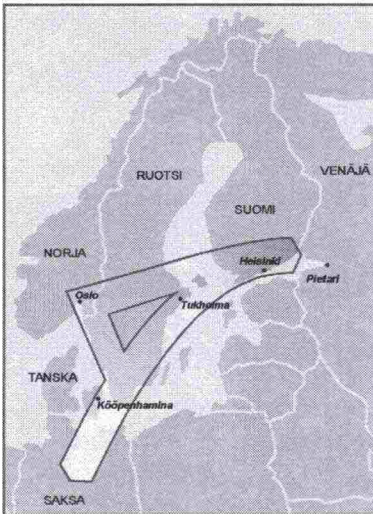 RUOTSI
VENÄJÄ
SUOMI
NORJA
Helsinki
Pietari
Oslo
Tukholma
TANSKA
Kööpenhamina
SAKSA